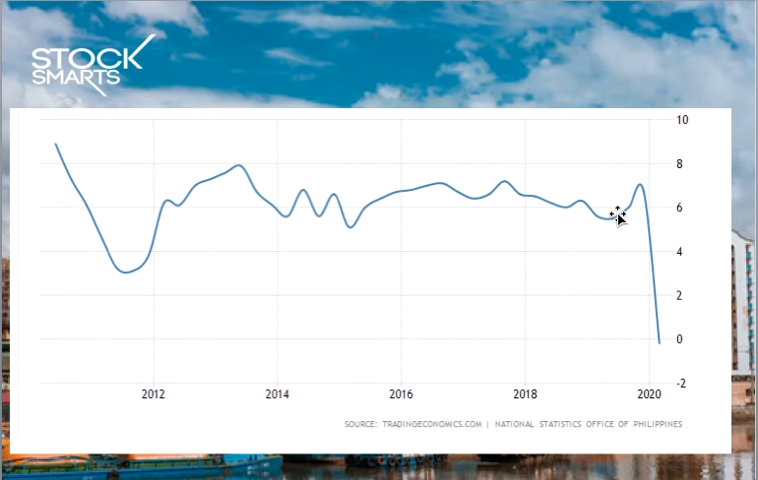 STOCK
SMARTS
10
8
6
4
2
0
-2
2012 2014 2016 2018 2020
SOURCE: TRADINGECONOMICS.COM | NATIONAL STATISTICS OFFICE OF PHILIPPINES